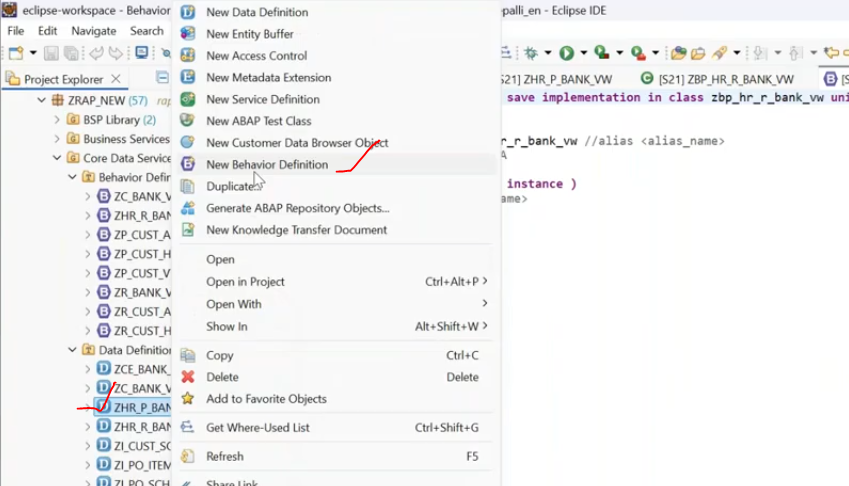 eclipse-workspace - Behavior
palli_en - Eclipse IDE
File Edit Navigate Search
Project Explorer
[S21] ZHR_P_BANK_VW
[S21] ZBP_HR_R_BANK_VW
[S
ZRAP_NEW (57) rap
BSP Library (2)
Business Services
Core Data Service
Behavior Defin
ZC_BANK_V
ZHR_R_BAN
ZP_CUST_A
ZP_CUST_H
ZP_CUST_V
ZR_BANK_VW
ZR_CUST_A
ZR_CUST_H
Data Definition
ZCE_BANK_
ZC_BANK_V
ZHR_P_BAN
ZHR_R_BAN
ZI_CUST_SC
ZI_PO_ITEM
ZI_PO_SCH
New Data Definition
New Entity Buffer
New Access Control
New Metadata Extension
New Service Definition
New ABAP Test Class
New Customer Data Browser Object
New Behavior Definition
Duplicate...
Generate ABAP Repository Objects...
New Knowledge Transfer Document
Open
Open in Project Ctrl+Alt+P
Open With
Show In Alt+Shift+W
Copy Ctrl+C
Delete Delete
Add to Favorite Objects
Get Where-Used List Ctrl+Shift+G
Refresh F5
Share Link
save implementation in class zbp_hr_r_bank_vw uni
r_r_bank_vw //alias <alias_name>
A
instance )
ame>